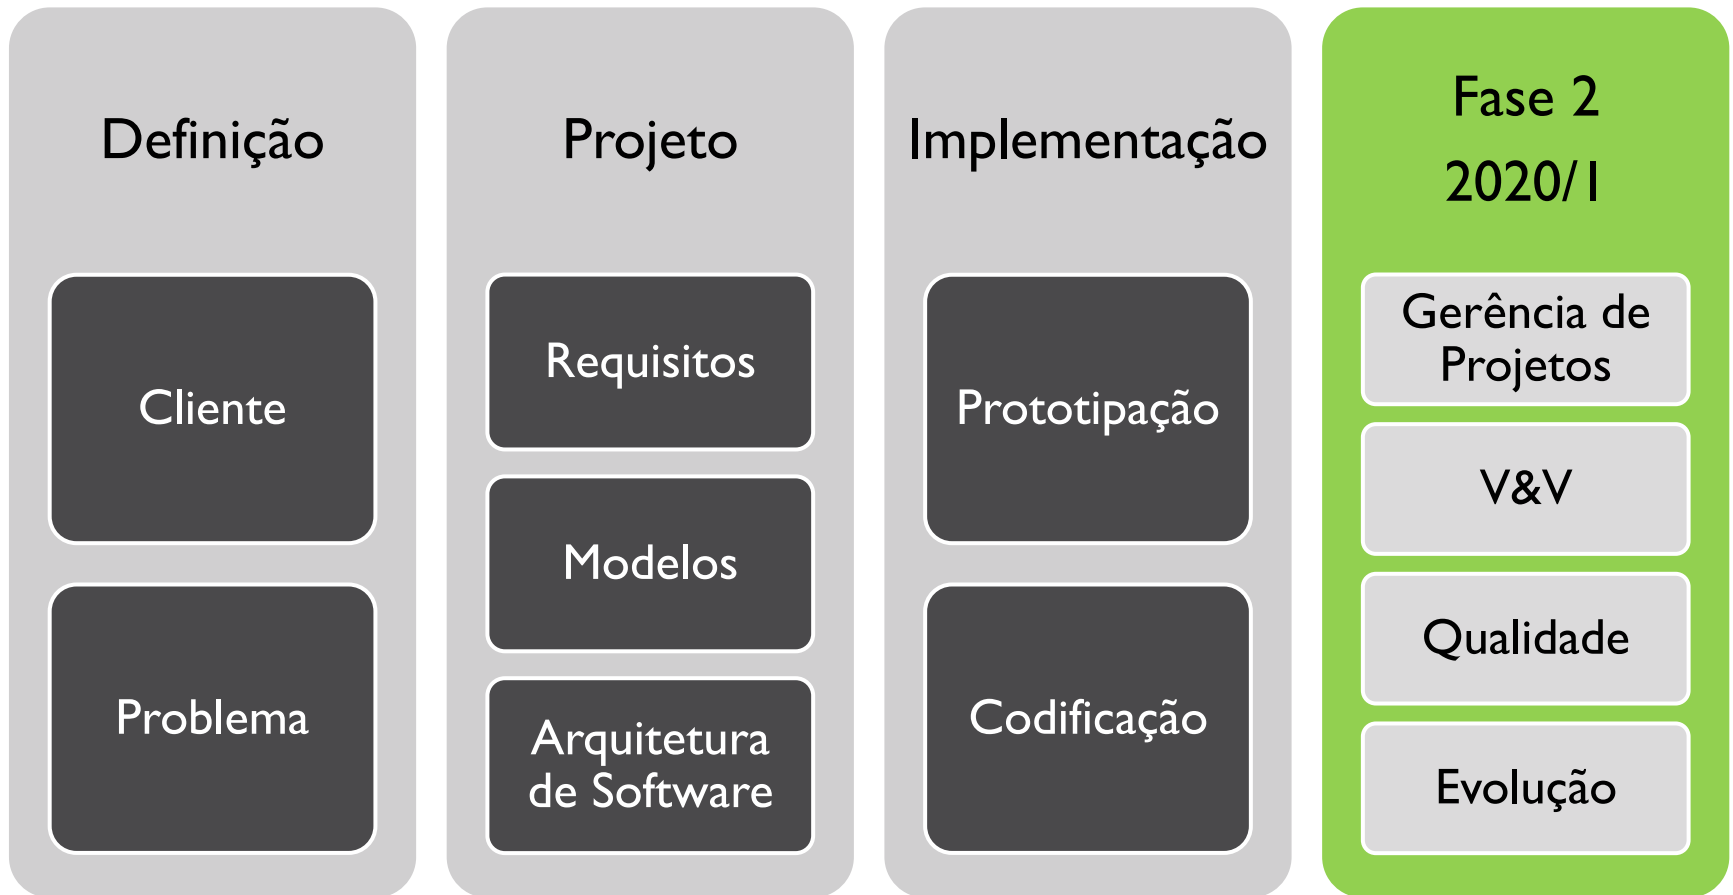 Definição
Cliente
Problema
Projeto
Requisitos
Modelos
Arquitetura
de Software
Implementação
Prototipação
Codificação
Fase 2
2020/1
Gerência de
Projetos
V&V
Qualidade
Evolução